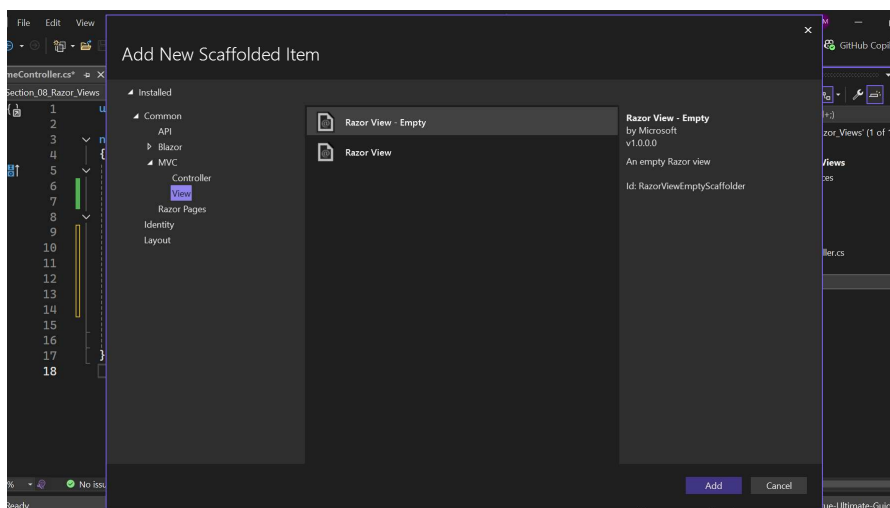 File Edit View
Add New Scaffolded Item
GitHub Copi
meController.cs*
Section_08_Razor_Views
Installed
Common
API
Blazor
MVC
Controller
View
Razor Pages
Identity
Layout
Razor View - Empty
Razor View
Razor View - Empty
by Microsoft
v1.0.0.0
An empty Razor view
Id: RazorViewEmptyScaffolder
1
2
3
4
5
6
7
8
9
10
11
12
13
14
15
16
17
18
u
n
{
}
+;)
zor_Views' (1 of
Views
ces
ller.cs
%
No issu
Add
Cancel
Ready
ue-Ultimate-Guid